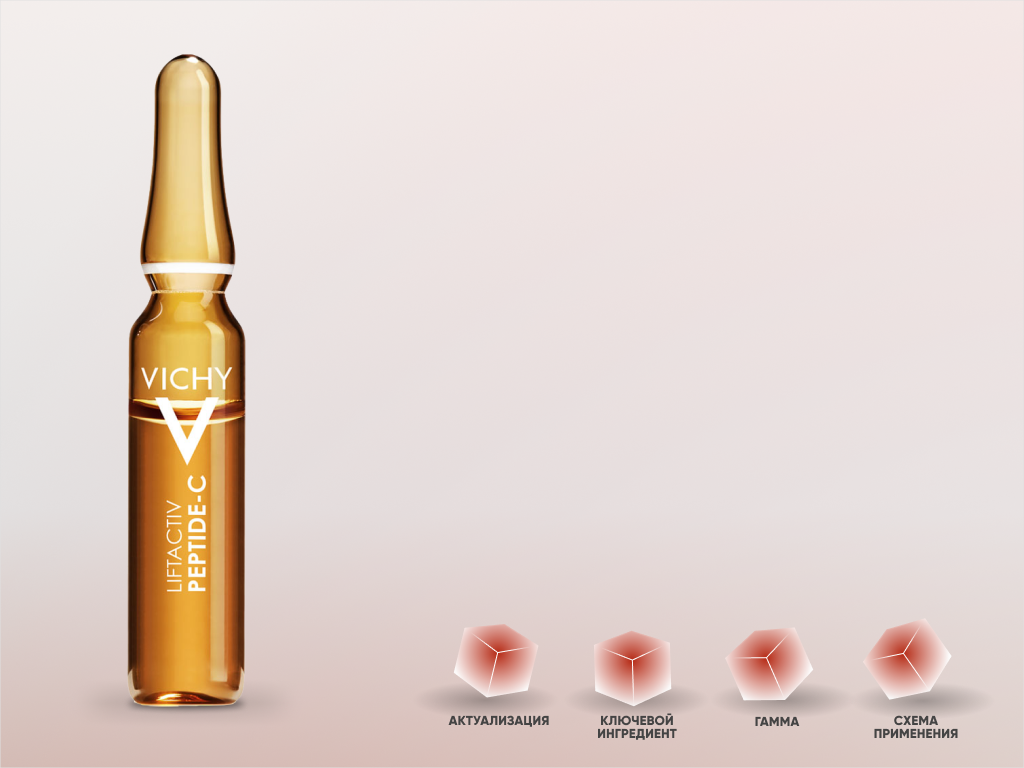 VICHY
LIFTACTIV
PEPTIDE-C
АКТУАЛИЗАЦИЯ
КЛЮЧЕВОЙ
ИНГРЕДИЕНТ
ГАММА
СХЕМА
ПРИМЕНЕНИЯ